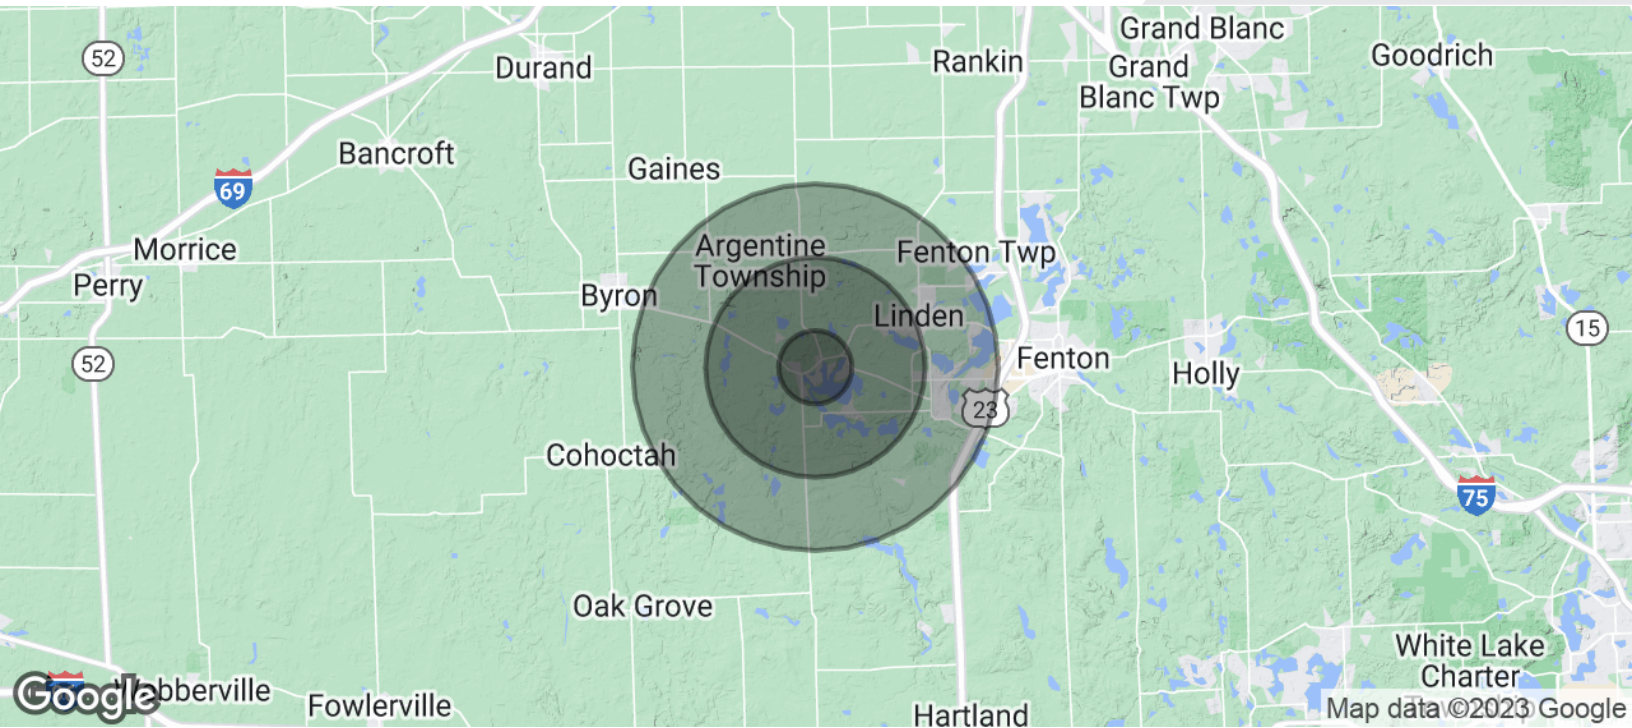 Grand Blanc
52
Durand
Rankin
Grand
Blanc Twp
Goodrich
Bancroft
Gaines
69
Morrice
Perry
Argentine
Township
Fenton Twp
Byron
Linden
15
52
Fenton
Holly
23
Cohoctah
75
Oak Grove
White Lake
Charter
Google
Webberville
Fowlerville
Hartland
Map data ©2023 Google